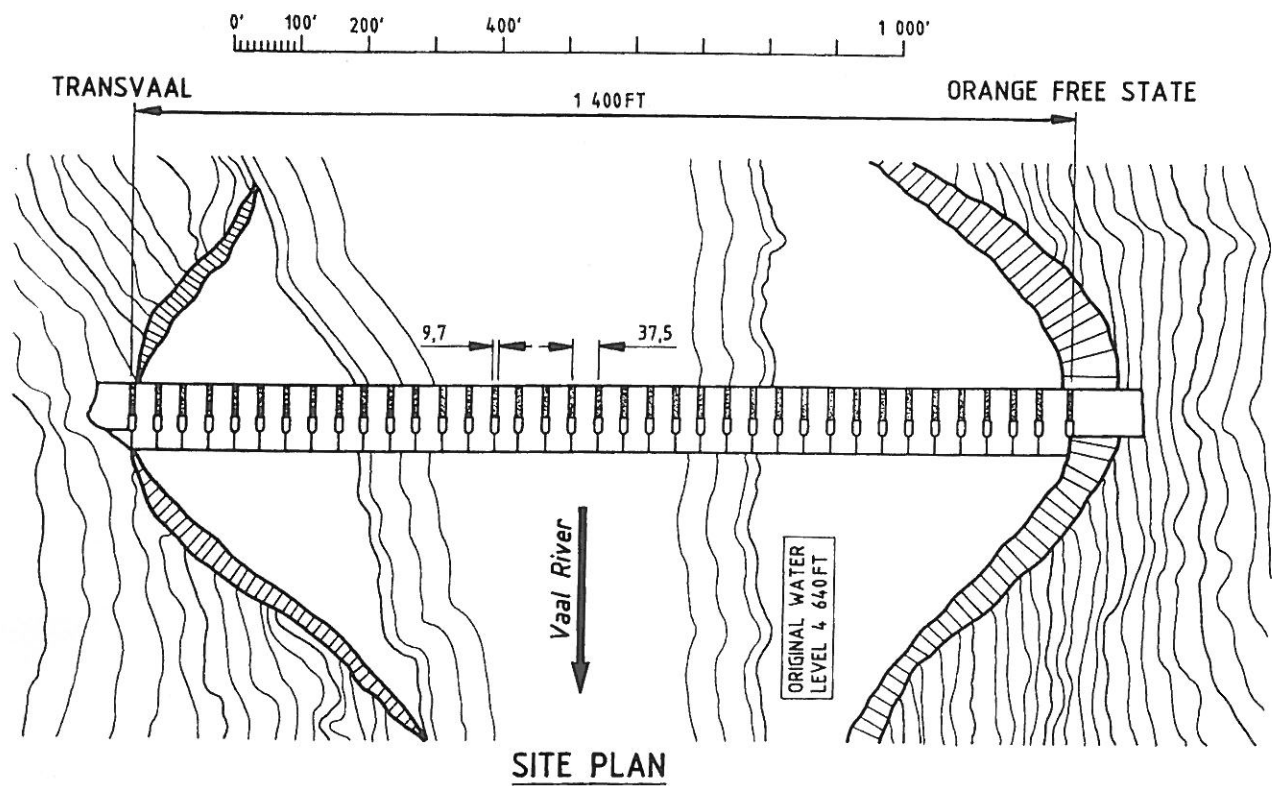 0' 100' 200' 400' 1 000'
TRANSVAAL ORANGE FREE STATE
1 400FT
9,7 37,5
Vaal River
ORIGINAL WATER
LEVEL 4 640FT
SITE PLAN